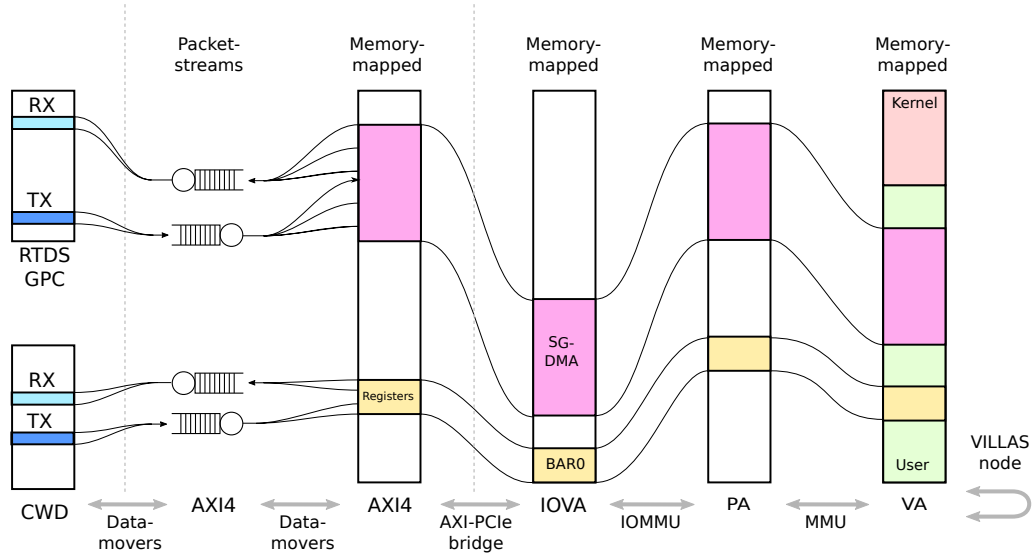 Packet-
streams
Memory-
mapped
Memory-
mapped
Memory-
mapped
Memory-
mapped
RX
TX
RTDS
GPC
Kernel
SG-
DMA
RX
TX
CWD
Registers
BAR0
User
VILLAS
node
AXI4
AXI4
IOVA
PA
VA
Data-
movers
Data-
movers
AXI-PCIe
bridge
IOMMU
MMU